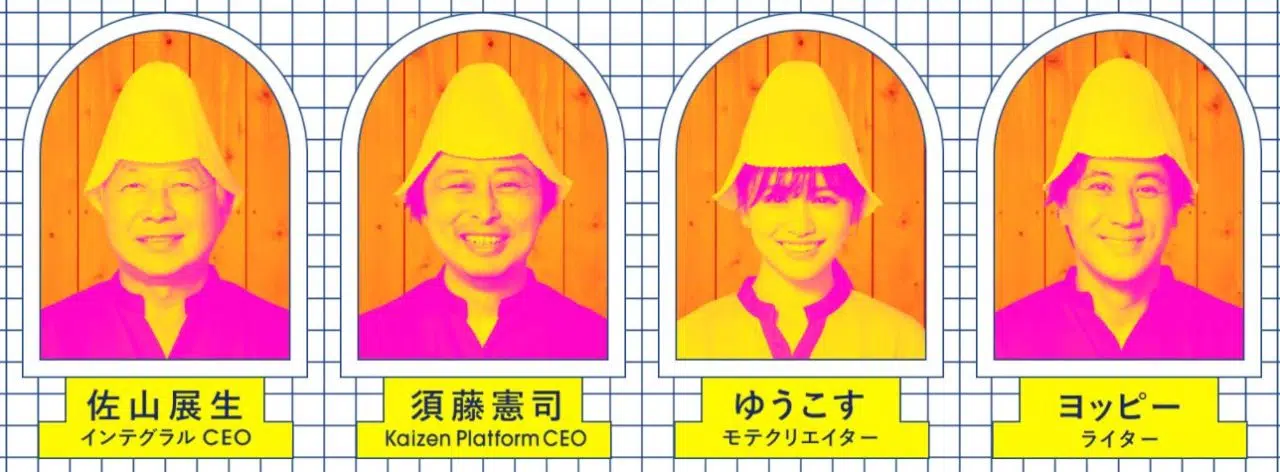 佐山展生
インテグラル CEO
須藤憲司
Kaizen Platform CEO
ゆうこす
モテクリエイター
ヨッピー
ライター